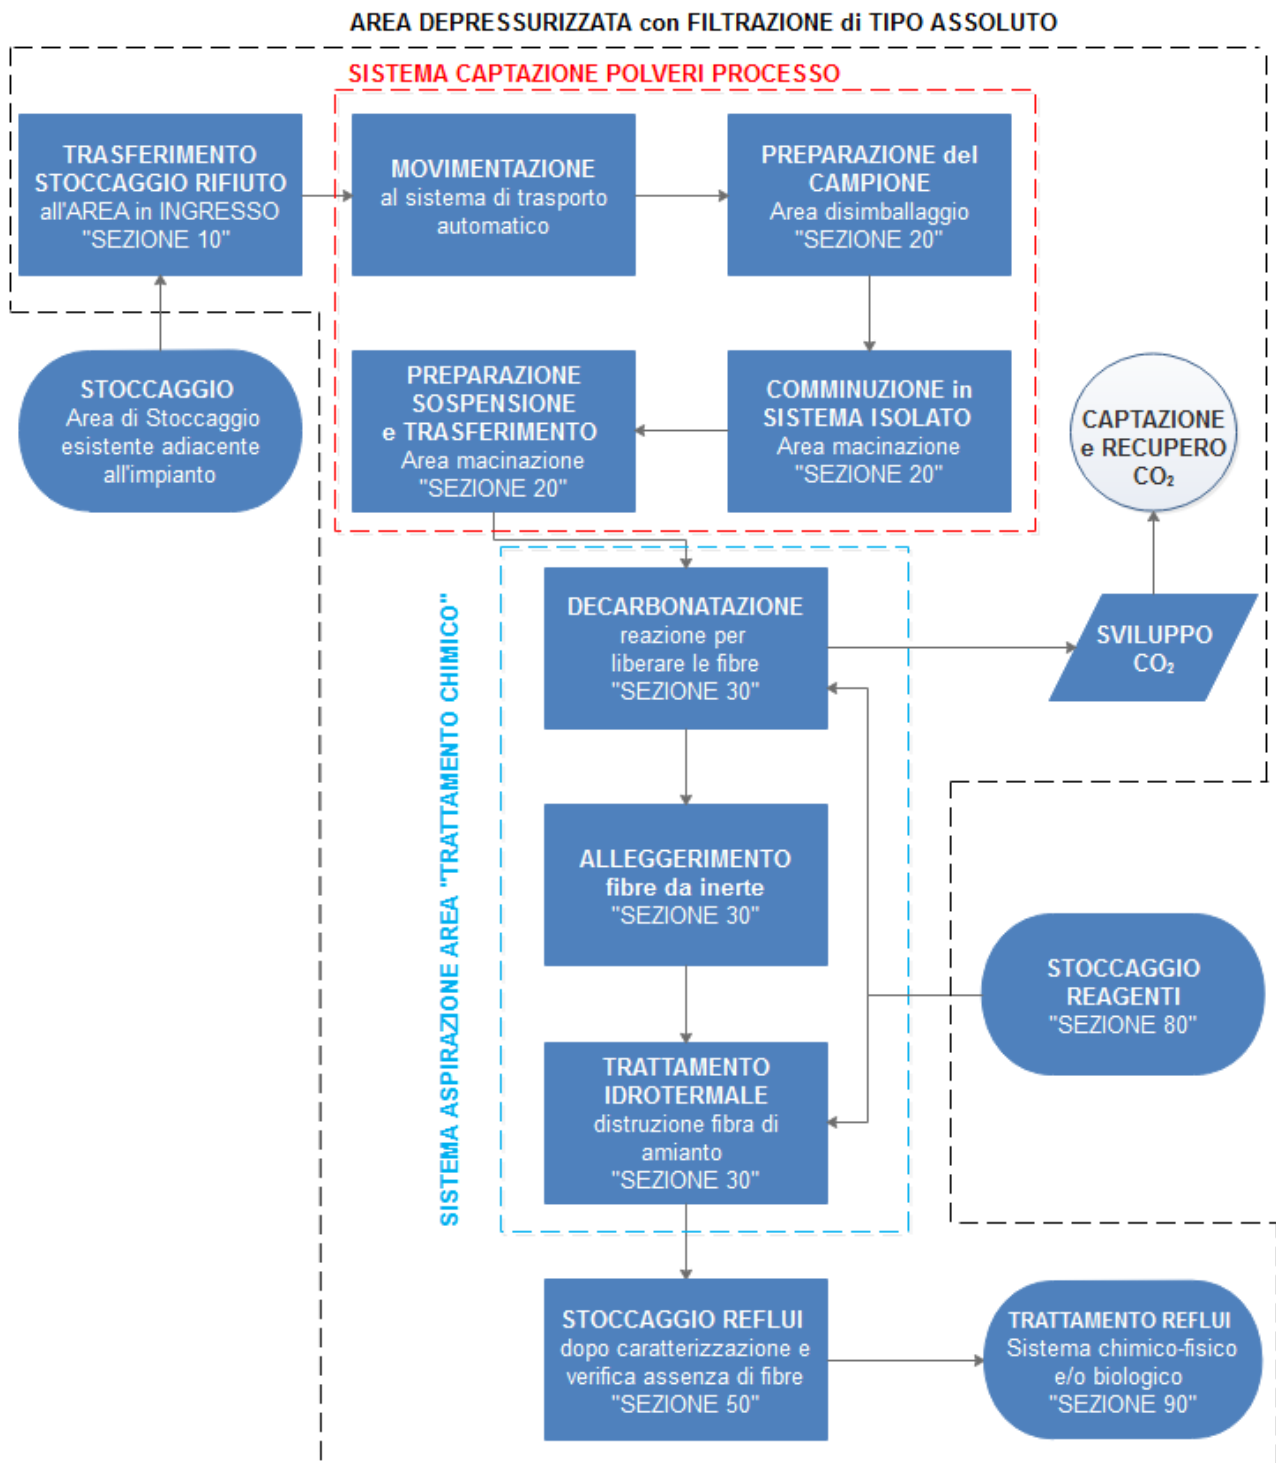 AREA DEPRESSURIZZATA con FILTRAZIONE di TIPO ASSOLUTO
SISTEMA CAPTAZIONE POLVERI PROCESSO
TRASFERIMENTO
STOCCAGGIO RIFIUTO
all'AREA in INGRESSO
"SEZIONE 10"
MOVIMENTAZIONE
al sistema di trasporto
automatico
PREPARAZIONE del
CAMPIONE
Area disimballaggio
"SEZIONE 20"
STOCCAGGIO
Area di Stoccaggio
esistente adiacente
all'impianto
PREPARAZIONE
SOSPENSIONE
e TRASFERIMENTO
Area macinazione
"SEZIONE 20"
COMMINUZIONE in
SISTEMA ISOLATO
Area macinazione
"SEZIONE 20"
CAPTAZIONE
e RECUPERO
CO₂
SISTEMA ASPIRAZIONE AREA "TRATTAMENTO CHIMICO"
DECARBONATAZIONE
reazione per
liberare le fibre
"SEZIONE 30"
SVILUPPO
CO₂
ALLEGGERIMENTO
fibre da inerte
"SEZIONE 30"
STOCCAGGIO
REAGENTI
"SEZIONE 80"
TRATTAMENTO
IDROTERMALE
distruzione fibra di
amianto
"SEZIONE 30"
STOCCAGGIO REFLUI
dopo caratterizzazione e
verifica assenza di fibre
"SEZIONE 50"
TRATTAMENTO REFLUI
Sistema chimico-fisico
e/o biologico
"SEZIONE 90"